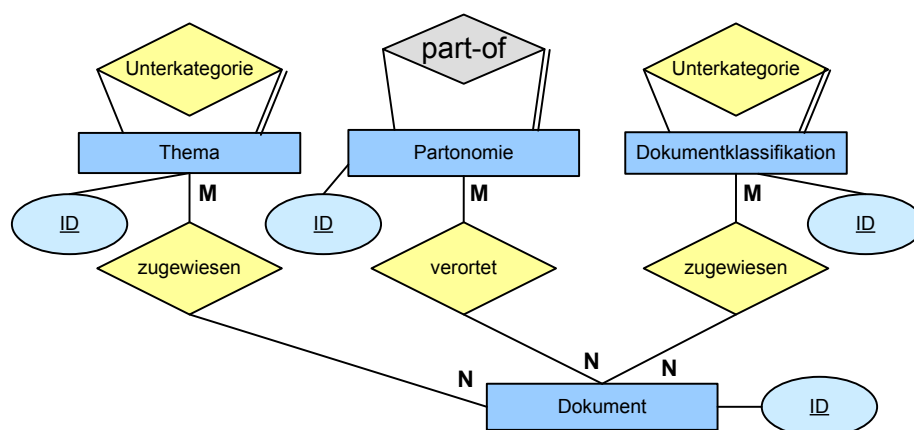 Unterkategorie
part-of
Unterkategorie
Thema
Partonomie
Dokumentklassifikation
M
M
M
ID
ID
ID
zugewiesen
verortet
zugewiesen
N
N
N
Dokument
ID